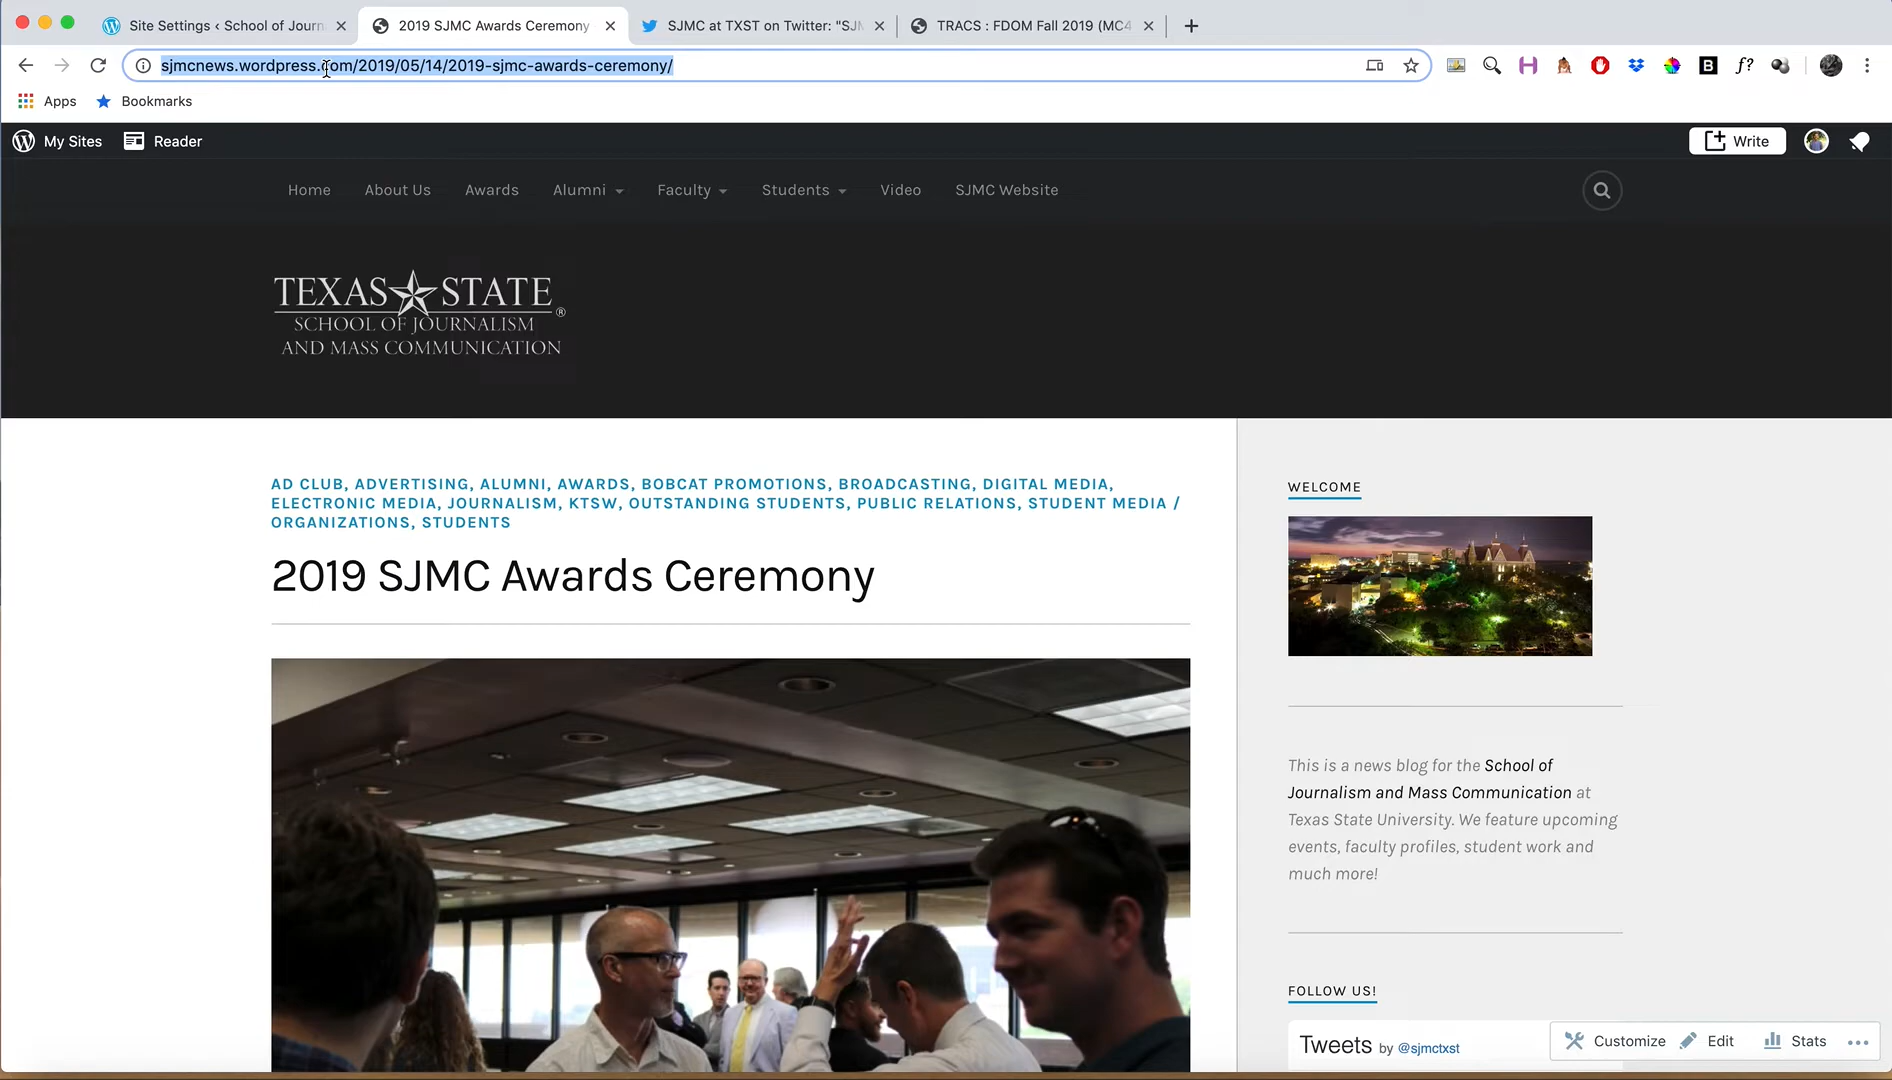 Site Settings ‹ School of Journ
2019 SJMC Awards Ceremony
SJMC at TXST on Twitter: "SJM
TRACS : FDOM Fall 2019 (MC4
sjmcnews.wordpress.com/2019/05/14/2019-sjmc-awards-ceremony/
Apps
Bookmarks
My Sites
Reader
Write
Home
About Us
Awards
Alumni
Faculty
Students
Video
SJMC Website
TEXAS STATE®
SCHOOL OF JOURNALISM
AND MASS COMMUNICATION
AD CLUB, ADVERTISING, ALUMNI, AWARDS, BOBCAT PROMOTIONS, BROADCASTING, DIGITAL MEDIA,
ELECTRONIC MEDIA, JOURNALISM, KTSW, OUTSTANDING STUDENTS, PUBLIC RELATIONS, STUDENT MEDIA /
ORGANIZATIONS, STUDENTS
2019 SJMC Awards Ceremony
WELCOME
This is a news blog for the School of
Journalism and Mass Communication at
Texas State University. We feature upcoming
events, faculty profiles, student work and
much more!
FOLLOW US!
Tweets by @sjmctxst
Customize
Edit
Stats